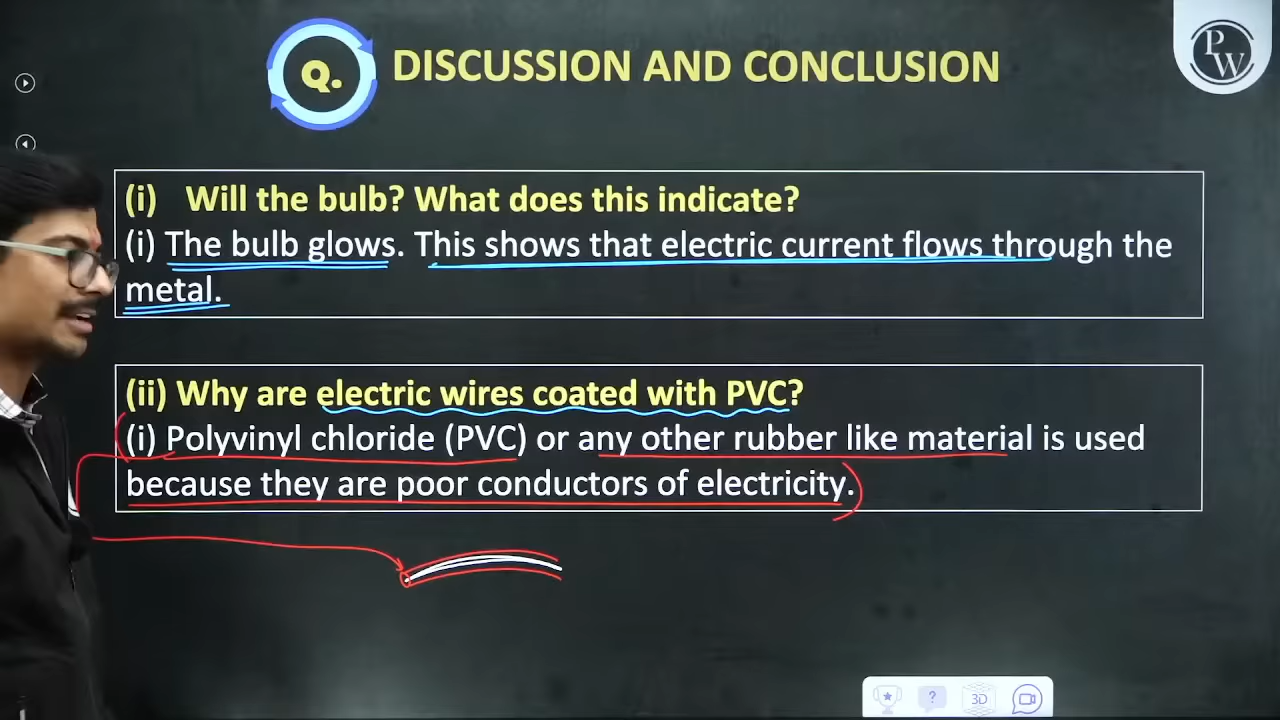 Q. DISCUSSION AND CONCLUSION
PW
(i) Will the bulb? What does this indicate?
(i) The bulb glows. This shows that electric current flows through the
metal.
(ii) Why are electric wires coated with PVC?
(i) Polyvinyl chloride (PVC) or any other rubber like material is used
because they are poor conductors of electricity.
? 3D